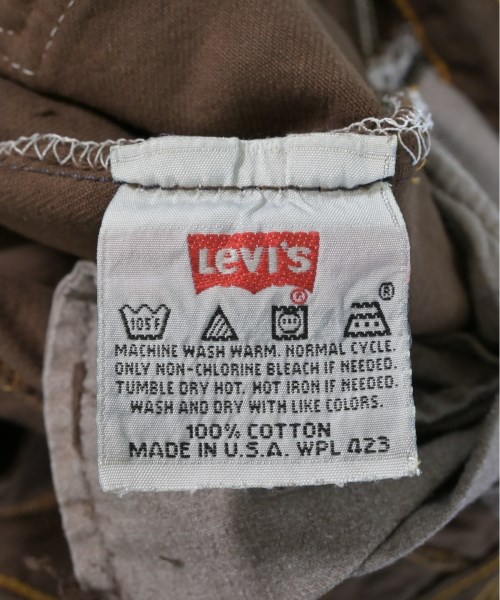 Levi's
®
®
105°F
MACHINE WASH WARM. NORMAL CYCLE.
ONLY NON-CHLORINE BLEACH IF NEEDED.
TUMBLE DRY HOT. HOT IRON IF NEEDED.
WASH AND DRY WITH LIKE COLORS.
100% COTTON
MADE IN U.S.A. WPL 423